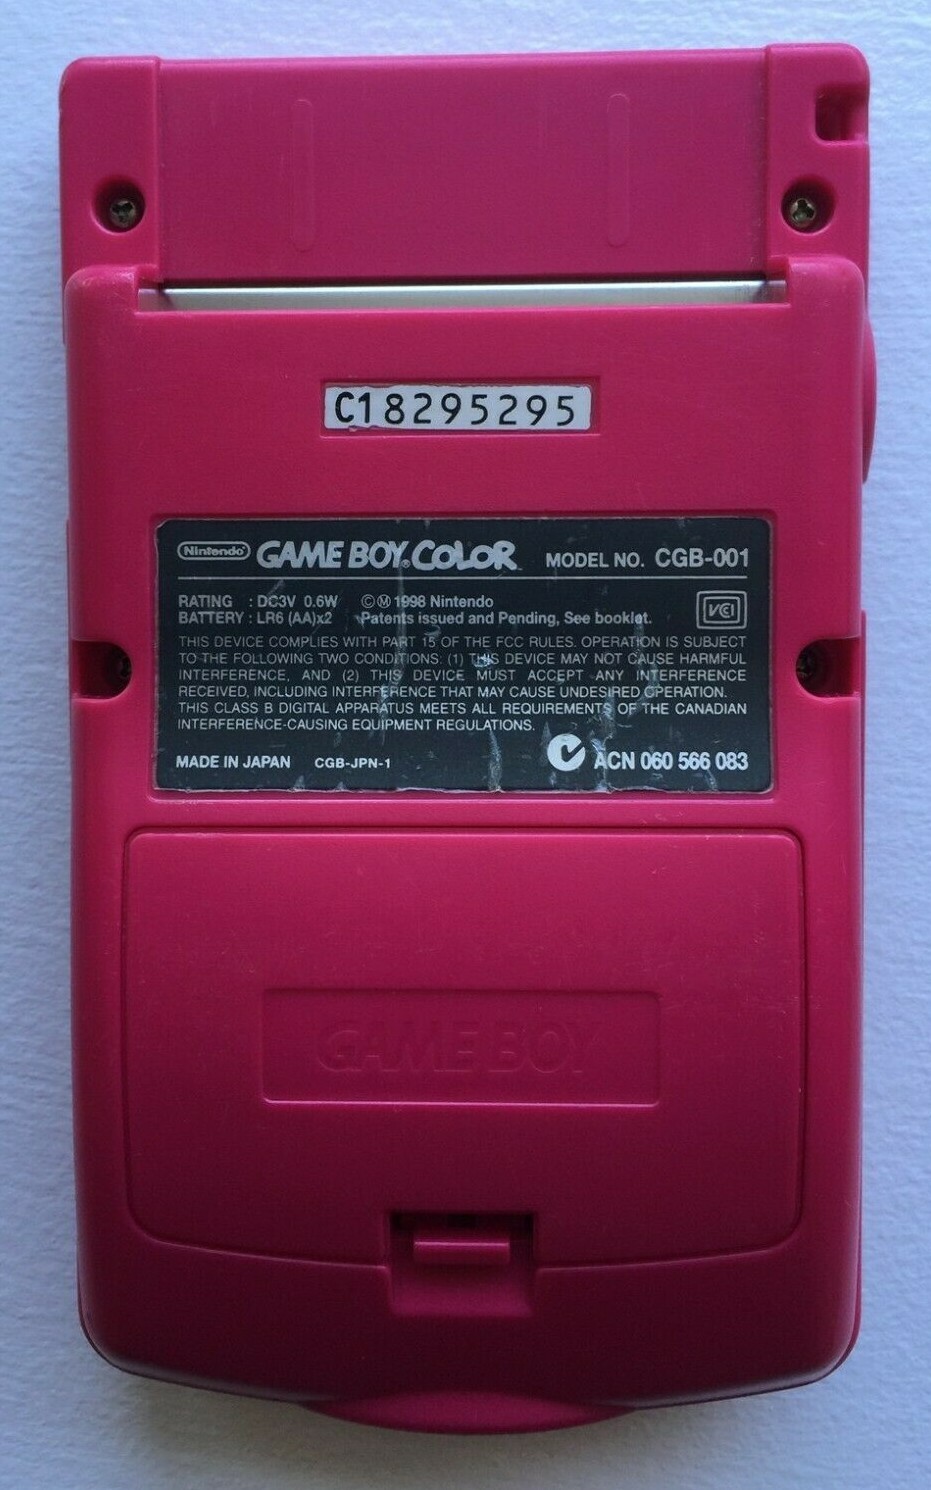 C18295295
Nintendo GAME BOY COLOR MODEL NO. CGB-001
RATING : DC3V 0.6W ©Ⓜ 1998 Nintendo
BATTERY : LR6 (AA)x2 Patents issued and Pending, See booklet.
VCI
THIS DEVICE COMPLIES WITH PART 15 OF THE FCC RULES. OPERATION IS SUBJECT
TO THE FOLLOWING TWO CONDITIONS: (1) THIS DEVICE MAY NOT CAUSE HARMFUL
INTERFERENCE, AND (2) THIS DEVICE MUST ACCEPT ANY INTERFERENCE
RECEIVED, INCLUDING INTERFERENCE THAT MAY CAUSE UNDESIRED OPERATION.
THIS CLASS B DIGITAL APPARATUS MEETS ALL REQUIREMENTS OF THE CANADIAN
INTERFERENCE-CAUSING EQUIPMENT REGULATIONS.
MADE IN JAPAN CGB-JPN-1 ACN 060 566 083
GAME BOY